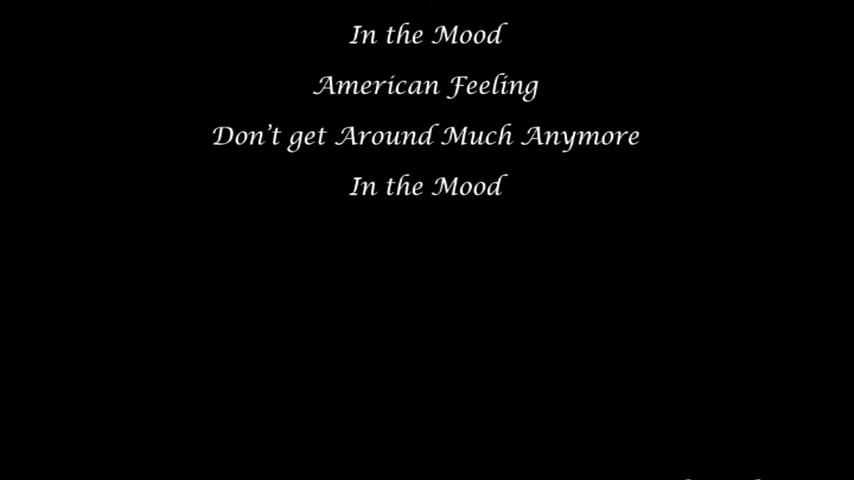 In the Mood
American Feeling
Don't get Around Much Anymore
In the Mood